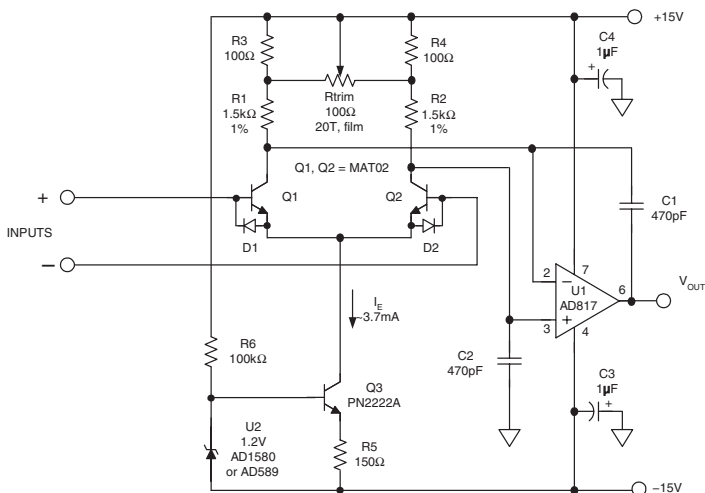 +15V
R3
100Ω
R4
100Ω
C4
1μF
+
R1
1.5kΩ
1%
Rtrim
100Ω
20T, film
R2
1.5kΩ
1%
Q1, Q2 = MAT02
+
Q1
Q2
C1
470pF
INPUTS
D1
D2
−
2
−
7
U1
AD817
6
VOUT
3
+
4
IE
~3.7mA
R6
100kΩ
C2
470pF
C3
1μF
+
Q3
PN2222A
U2
1.2V
AD1580
or AD589
R5
150Ω
−15V